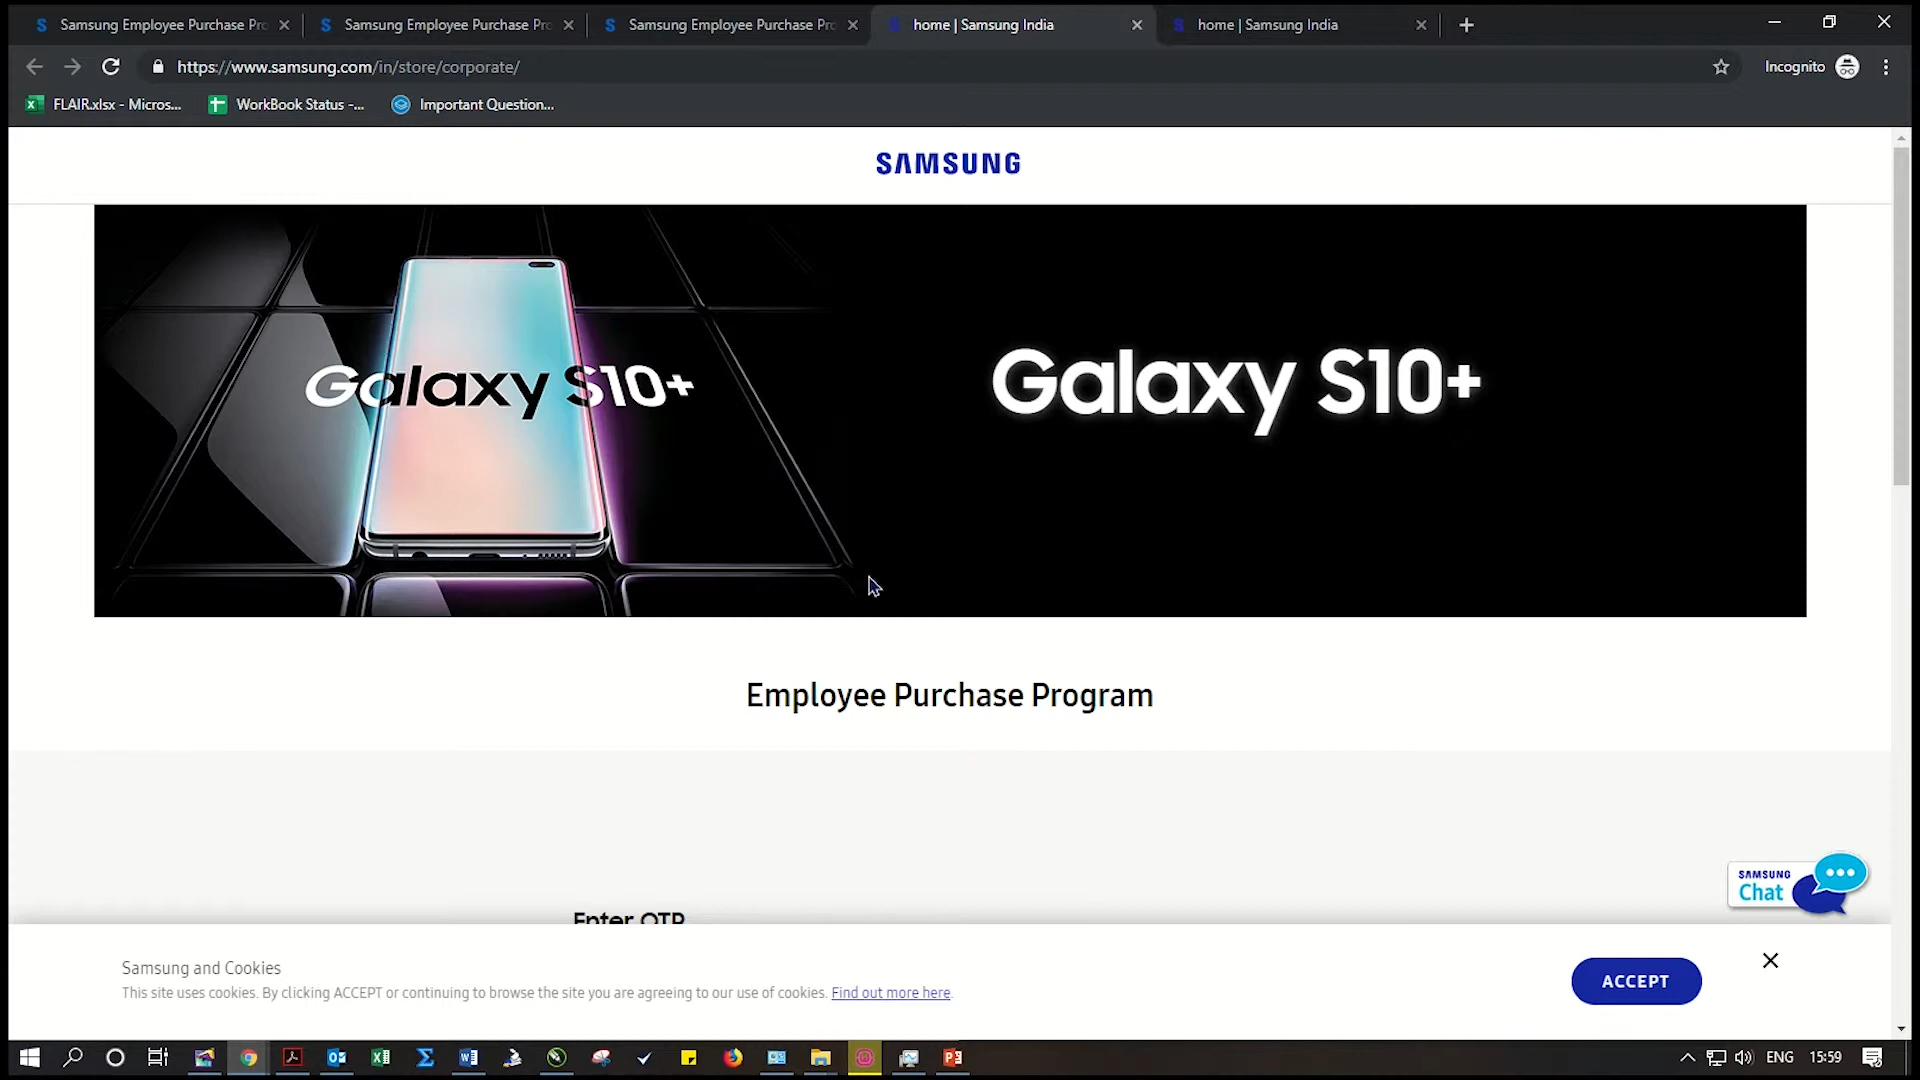 Samsung Employee Purchase Pro
Samsung Employee Purchase Pro
Samsung Employee Purchase Pro
home | Samsung India
home | Samsung India
https://www.samsung.com/in/store/corporate/
Incognito
FLAIR.xlsx - Micros...
WorkBook Status -...
Important Question...
SAMSUNG
Galaxy S10+
Galaxy S10+
Employee Purchase Program
SAMSUNG
Chat
Enter OTP
Samsung and Cookies
This site uses cookies. By clicking ACCEPT or continuing to browse the site you are agreeing to our use of cookies. Find out more here.
ACCEPT
ENG
15:59